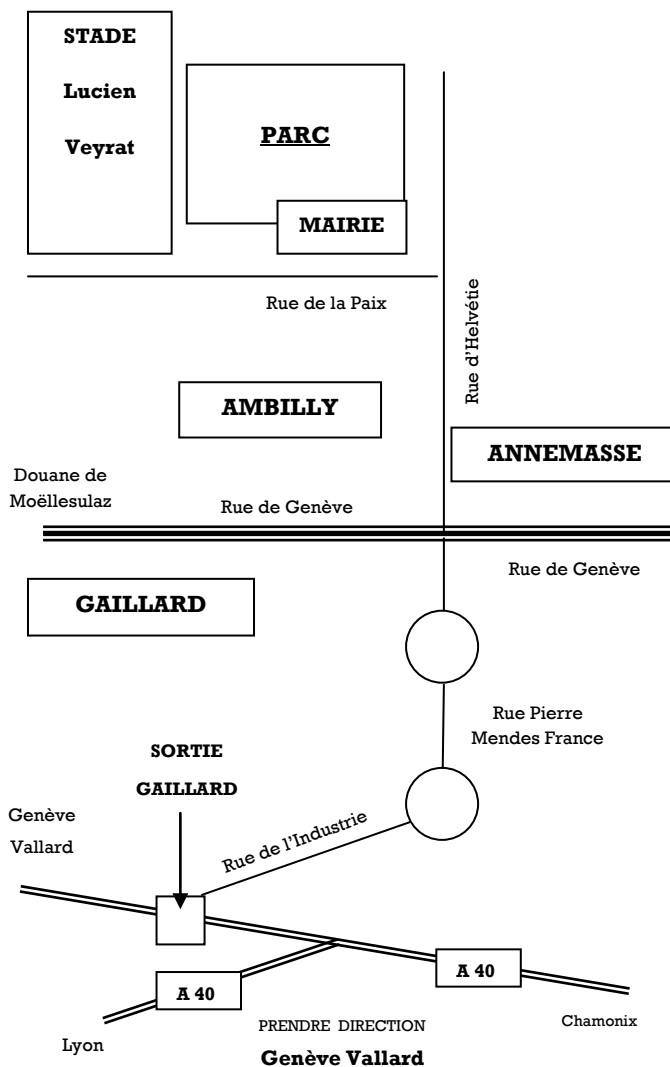 STADE
Lucien
Veyrat
PARC
MAIRIE
Rue de la Paix
Rue d'Helvétie
AMBILLY
ANNEMASSE
Douane de
Moëllesulaz
Rue de Genève
Rue de Genève
GAILLARD
Rue Pierre
Mendes France
SORTIE
GAILLARD
Genève
Vallard
Rue de l'Industrie
A 40
A 40
PRENDRE DIRECTION
Chamonix
Lyon
Genève Vallard